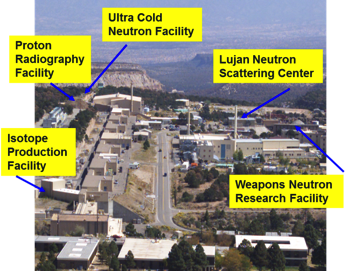 Ultra Cold
Neutron Facility
Proton
Radiography
Facility
Lujan Neutron
Scattering Center
Isotope
Production
Facility
Weapons Neutron
Research Facility